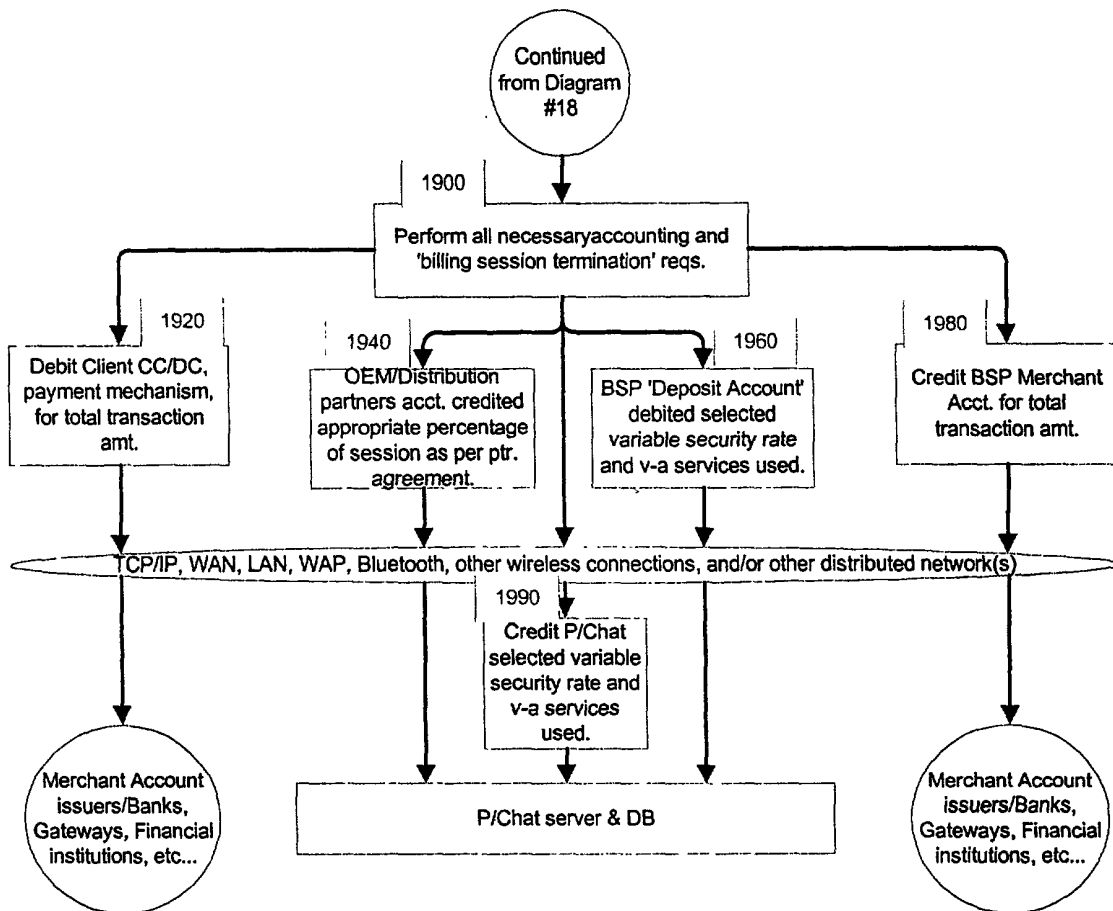 Continued
from Diagram
#18
1900
Perform all necessaryaccounting and
'billing session termination' reqs.
1920
Debit Client CC/DC,
payment mechanism,
for total transaction
amt.
1940
OEM/Distribution
partners acct. credited
appropriate percentage
of session as per ptr.
agreement.
1960
BSP 'Deposit Account'
debited selected
variable security rate
and v-a services used.
1980
Credit BSP Merchant
Acct. for total
transaction amt.
TCP/IP, WAN, LAN, WAP, Bluetooth, other wireless connections, and/or other distributed network(s)
1990
Credit P/Chat
selected variable
security rate and
v-a services
used.
Merchant Account
issuers/Banks,
Gateways, Financial
institutions, etc...
P/Chat server & DB
Merchant Account
issuers/Banks,
Gateways, Financial
institutions, etc...